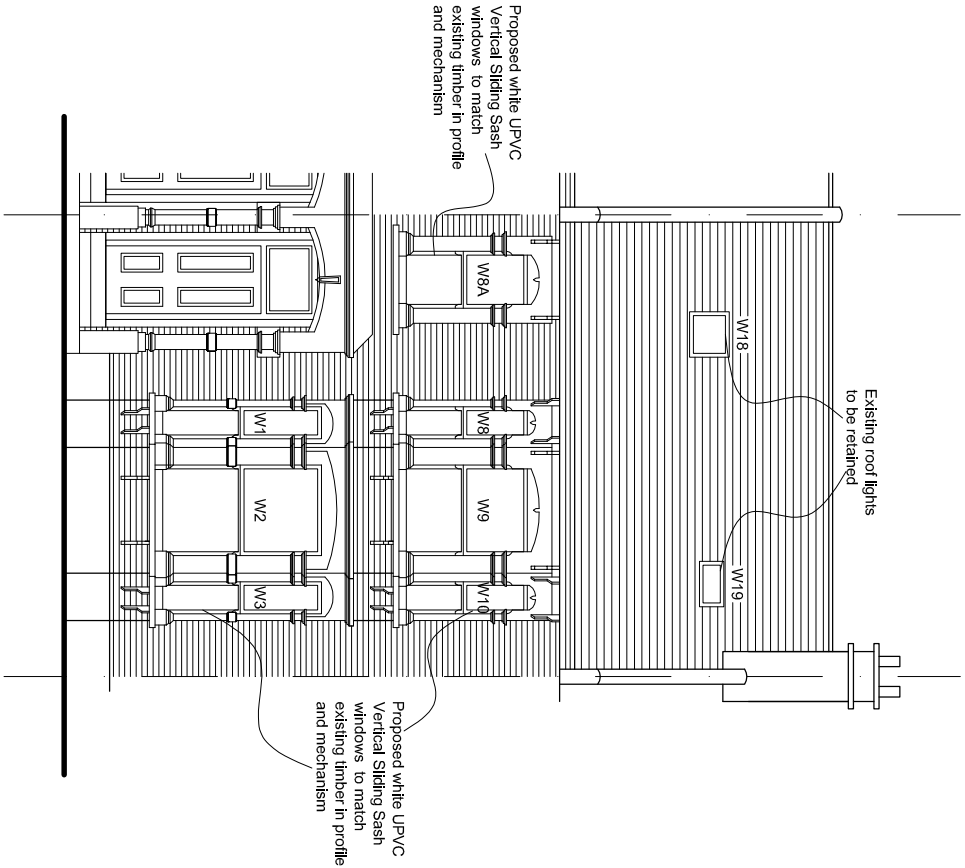 Existing roof lights
to be retained
W18
W19
Proposed white UPVC
Vertical Sliding Sash
windows to match
existing timber in profile
and mechanism
W8A
W8
W9
W10
W1
W2
W3
Proposed white UPVC
Vertical Sliding Sash
windows to match
existing timber in profile
and mechanism